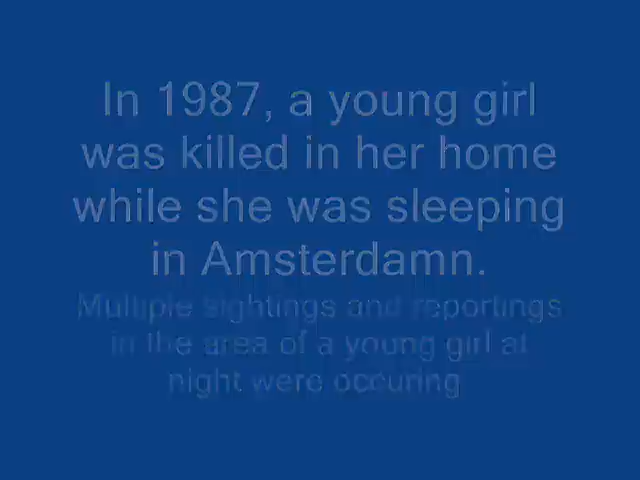 In 1987, a young girl
was killed in her home
while she was sleeping
in Amsterdamn.
Multiple sightings and reportings
in the area of a young girl at
night were occuring